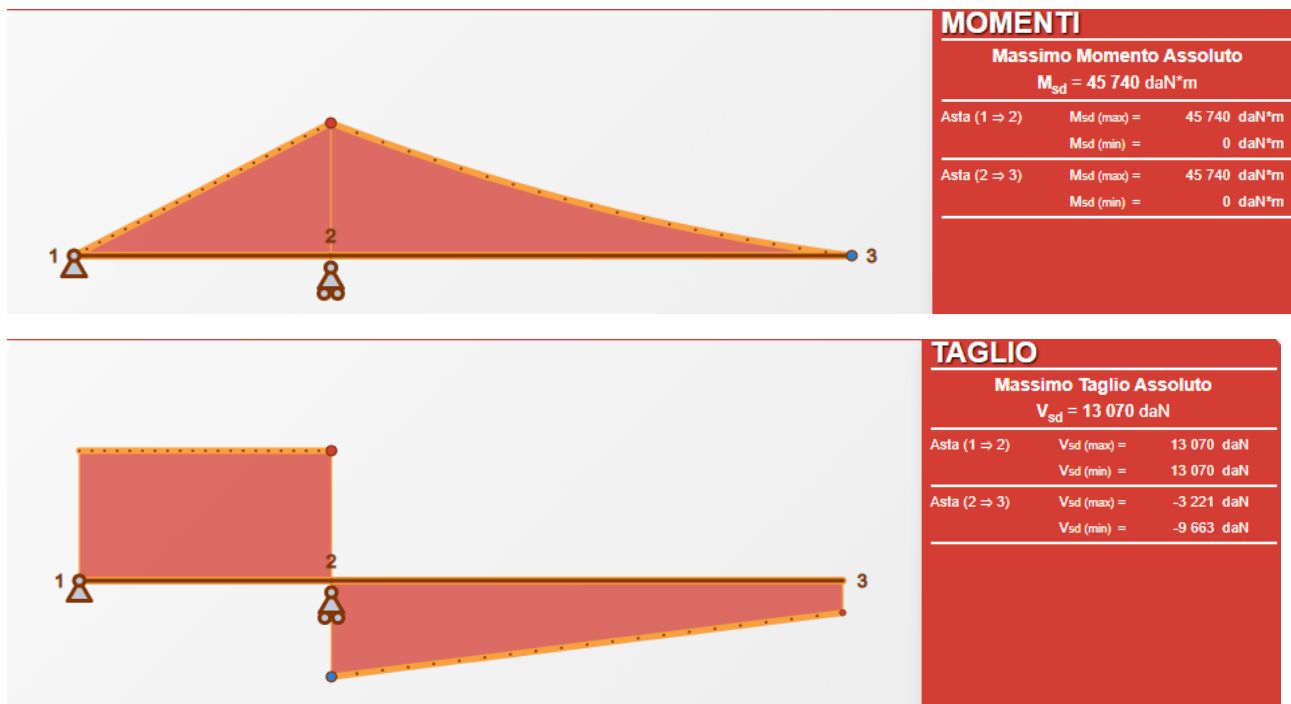 MOMENTI
Massimo Momento Assoluto
Msd = 45 740 daN*m
Asta (1 ⇒ 2) Msd (max) = 45 740 daN*m
Msd (min) = 0 daN*m
Asta (2 ⇒ 3) Msd (max) = 45 740 daN*m
Msd (min) = 0 daN*m
2
1
3
TAGLIO
Massimo Taglio Assoluto
Vsd = 13 070 daN
Asta (1 ⇒ 2) Vsd (max) = 13 070 daN
Vsd (min) = 13 070 daN
Asta (2 ⇒ 3) Vsd (max) = -3 221 daN
Vsd (min) = -9 663 daN
2
1
3